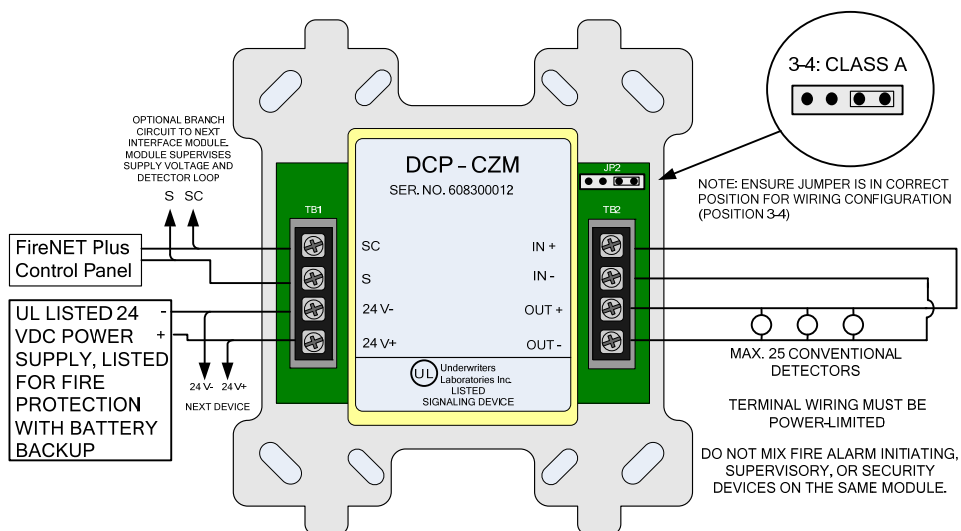 OPTIONAL BRANCH
CIRCUIT TO NEXT
INTERFACE MODULE.
MODULE SUPERVISES
SUPPLY VOLTAGE AND
DETECTOR LOOP
S SC
FireNET Plus
Control Panel
UL LISTED 24 -
VDC POWER +
SUPPLY, LISTED
FOR FIRE
PROTECTION
WITH BATTERY
BACKUP
24 V- 24 V+
NEXT DEVICE
TB1
DCP - CZM
SER. NO. 608300012
SC
S
24 V-
24 V+
IN +
IN -
OUT +
OUT -
UL Underwriters
Laboratories Inc.
LISTED
SIGNALING DEVICE
JP2
TB2
3-4: CLASS A
NOTE: ENSURE JUMPER IS IN CORRECT
POSITION FOR WIRING CONFIGURATION
(POSITION 3-4)
MAX. 25 CONVENTIONAL
DETECTORS
TERMINAL WIRING MUST BE
POWER-LIMITED
DO NOT MIX FIRE ALARM INITIATING,
SUPERVISORY, OR SECURITY
DEVICES ON THE SAME MODULE.